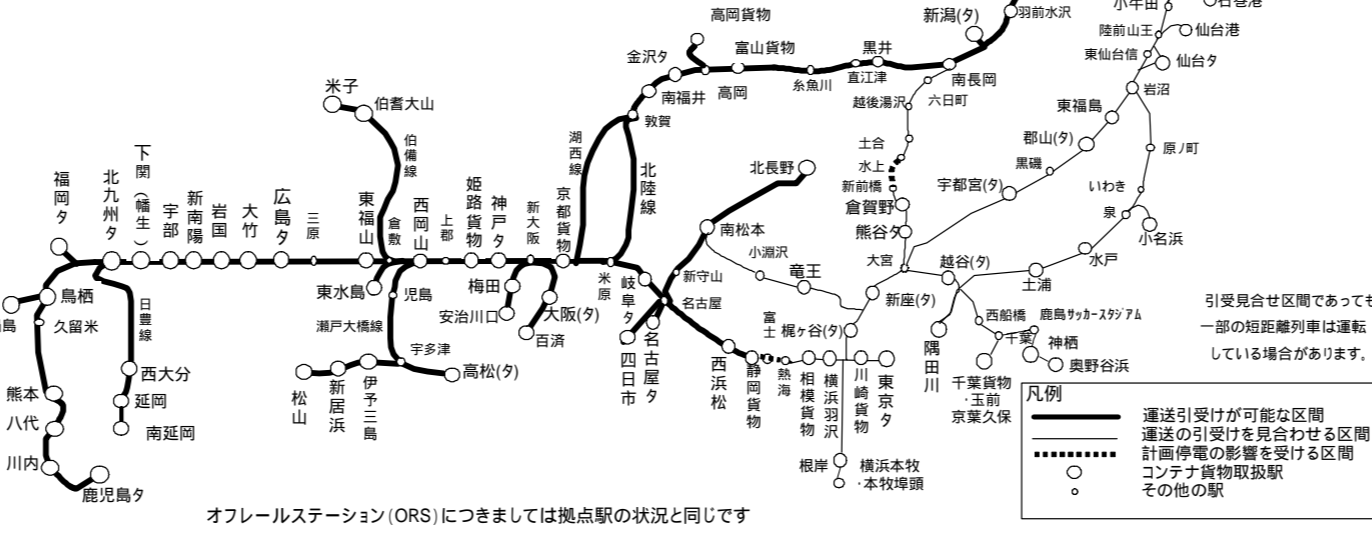 高岡貨物
新潟(タ)
羽前水沢
小牛田
石巻港
陸前山王
仙台港
東仙台信
仙台タ
金沢タ
富山貨物
黒井
南福井
高岡
糸魚川
直江津
南長岡
六日町
越後湯沢
敦賀
岩沼
東福島
郡山(タ)
黒磯
原ノ町
米子
伯耆大山
伯備線
湖西線
北陸線
北長野
土合
水上
新前橋
倉賀野
熊谷タ
宇都宮(タ)
いわき
泉
小名浜
水戸
土浦
福岡タ
北九州タ
下関(幡生)
宇部
新南陽
岩国
大竹
広島タ
三原
東福山
倉敷
西岡山
上郡
姫路貨物
神戸タ
新大阪
京都貨物
米原
岐阜タ
南松本
小淵沢
竜王
新守山
名古屋
大宮
越谷(タ)
新座(タ)
鳥栖
久留米
日豊線
東水島
児島
瀬戸大橋線
宇多津
梅田
安治川口
大阪(タ)
百済
四日市
名古屋タ
西浜松
静岡貨物
富士
熱海
相模貨物
横浜羽沢
梶ヶ谷(タ)
川崎貨物
東京タ
隅田川
西船橋
鹿島サッカースタジアム
千葉
神栖
奥野谷浜
千葉貨物
・玉前
京葉久保
引受見合せ区間であっても
一部の短距離列車は運転
している場合があります。
西大分
延岡
南延岡
熊本
八代
川内
鹿児島タ
松山
新居浜
伊予三島
高松(タ)
根岸
横浜本牧
・本牧埠頭
凡例
運送引受けが可能な区間
運送の引受けを見合わせる区間
計画停電の影響を受ける区間
コンテナ貨物取扱駅
その他の駅
オフレールステーション(ORS)につきましては拠点駅の状況と同じです